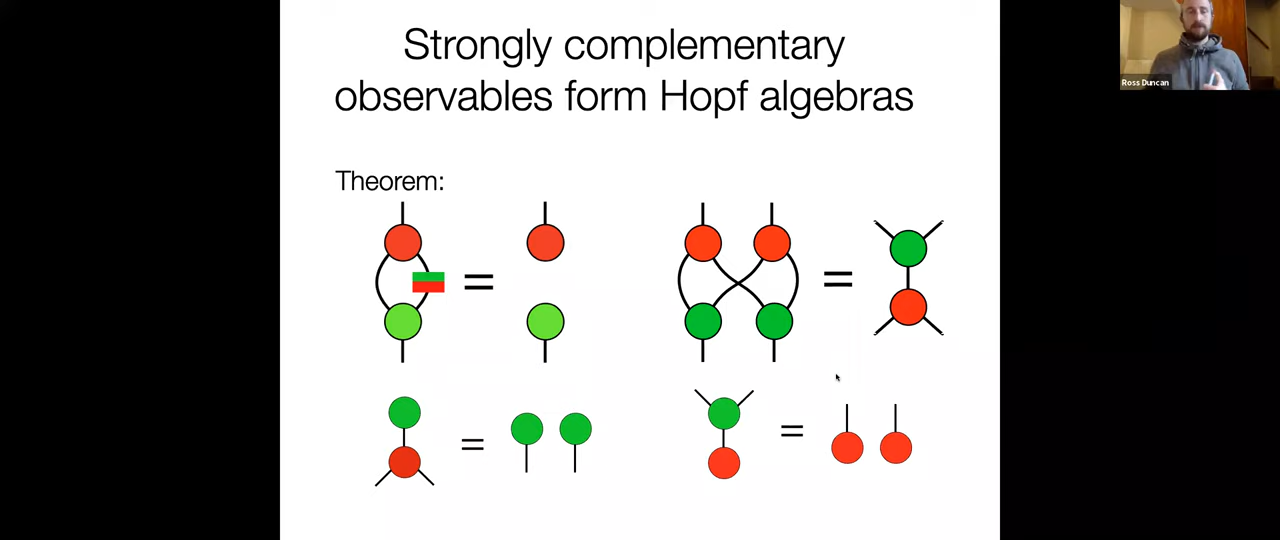 Strongly complementary
observables form Hopf algebras
Ross Duncan
Theorem:
=
=
=
=